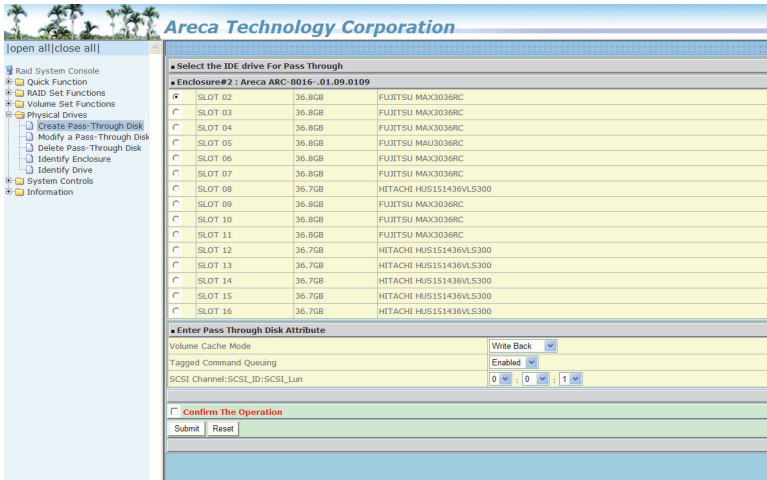 Areca Technology Corporation
|open all|close all|
Raid System Console
Quick Function
RAID Set Functions
Volume Set Functions
Physical Drives
Create Pass-Through Disk
Modify a Pass-Through Disk
Delete Pass-Through Disk
Identify Enclosure
Identify Drive
System Controls
Information
Select the IDE drive For Pass Through
Enclosure#2 : Areca ARC-8016-.01.09.0109
SLOT 02 36.8GB FUJITSU MAX3036RC
SLOT 03 36.8GB FUJITSU MAX3036RC
SLOT 04 36.8GB FUJITSU MAX3036RC
SLOT 05 36.8GB FUJITSU MAU3036RC
SLOT 06 36.8GB FUJITSU MAX3036RC
SLOT 07 36.8GB FUJITSU MAX3036RC
SLOT 08 36.7GB HITACHI HUS151436VLS300
SLOT 09 36.8GB FUJITSU MAX3036RC
SLOT 10 36.8GB FUJITSU MAX3036RC
SLOT 11 36.8GB FUJITSU MAX3036RC
SLOT 12 36.7GB HITACHI HUS151436VLS300
SLOT 13 36.7GB HITACHI HUS151436VLS300
SLOT 14 36.7GB HITACHI HUS151436VLS300
SLOT 15 36.7GB HITACHI HUS151436VLS300
SLOT 16 36.7GB HITACHI HUS151436VLS300
Enter Pass Through Disk Attribute
Volume Cache Mode Write Back
Tagged Command Queuing Enabled
SCSI Channel:SCSI_ID:SCSI_Lun 0 : 0 : 1
Confirm The Operation
Submit Reset